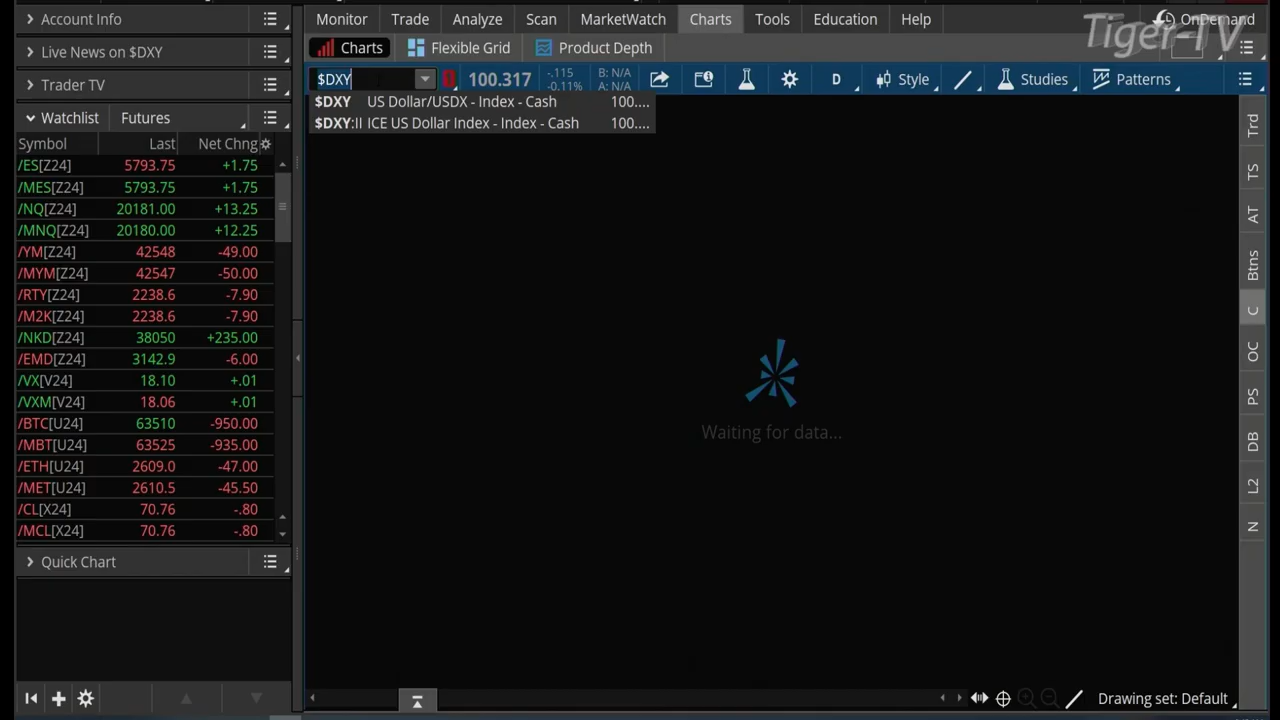 Account Info
Live News on $DXY
Trader TV
Watchlist Futures
Symbol Last Net Chng
/ES[Z24] 5793.75 +1.75
/MES[Z24] 5793.75 +1.75
/NQ[Z24] 20181.00 +13.25
/MNQ[Z24] 20180.00 +12.25
/YM[Z24] 42548 -49.00
/MYM[Z24] 42547 -50.00
/RTY[Z24] 2238.6 -7.90
/M2K[Z24] 2238.6 -7.90
/NKD[Z24] 38050 +235.00
/EMD[Z24] 3142.9 -6.00
/VX[V24] 18.10 +.01
/VXM[V24] 18.06 +.01
/BTC[U24] 63510 -950.00
/MBT[U24] 63525 -935.00
/ETH[U24] 2609.0 -47.00
/MET[U24] 2610.5 -45.50
/CL[X24] 70.76 -.80
/MCL[X24] 70.76 -.80
Quick Chart
Monitor Trade Analyze Scan MarketWatch Charts Tools Education Help OnDemand
Tiger-TV
Charts Flexible Grid Product Depth
$DXY 100.317 -.115 B: N/A D Style Studies Patterns
-0.11% A: N/A
$DXY US Dollar/USDX - Index - Cash 100....
$DXY:II ICE US Dollar Index - Index - Cash 100....
Waiting for data...
Trd
TS
AT
Btns
C
OC
PS
DB
L2
N
Drawing set: Default